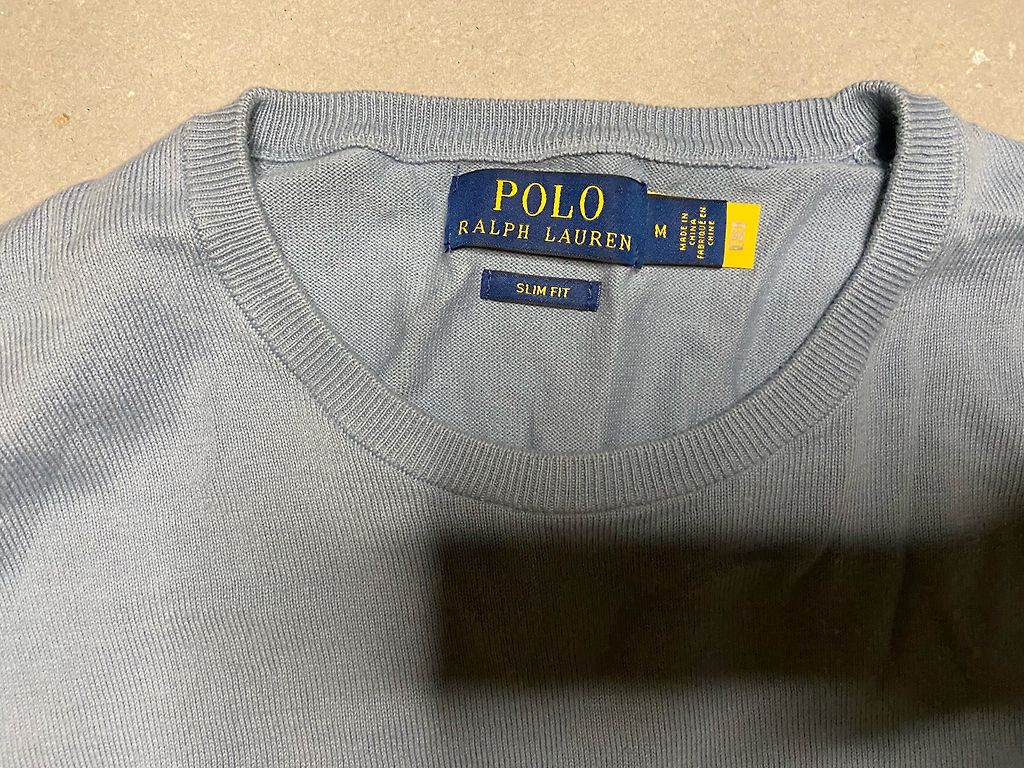 POLO
RALPH LAUREN
M
MADE IN
CHINA
FABRIQUÉ EN
CHINE
SLIM FIT